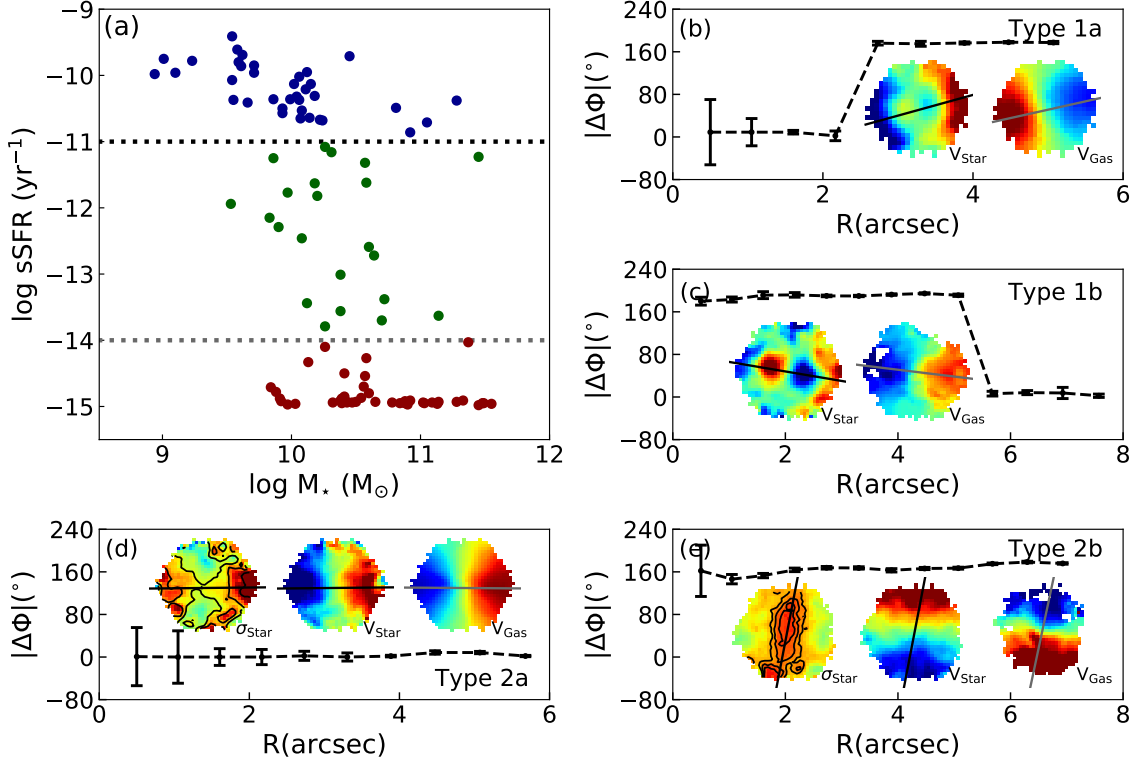 (a)
−9
−10
−11
−12
−13
−14
−15
log sSFR (yr⁻¹)
9 10 11 12
log M⋆ (M⊙)
(b) Type 1a
240
160
80
0
−80
|ΔΦ|(°)
V_Star V_Gas
0 2 4 6
R(arcsec)
(c) Type 1b
240
160
80
0
−80
|ΔΦ|(°)
V_Star V_Gas
0 2 4 6 8
R(arcsec)
(d)
240
160
80
0
−80
|ΔΦ|(°)
σ_Star V_Star V_Gas
Type 2a
0 2 4 6
R(arcsec)
(e) Type 2b
240
160
80
0
−80
|ΔΦ|(°)
σ_Star V_Star V_Gas
0 2 4 6 8
R(arcsec)